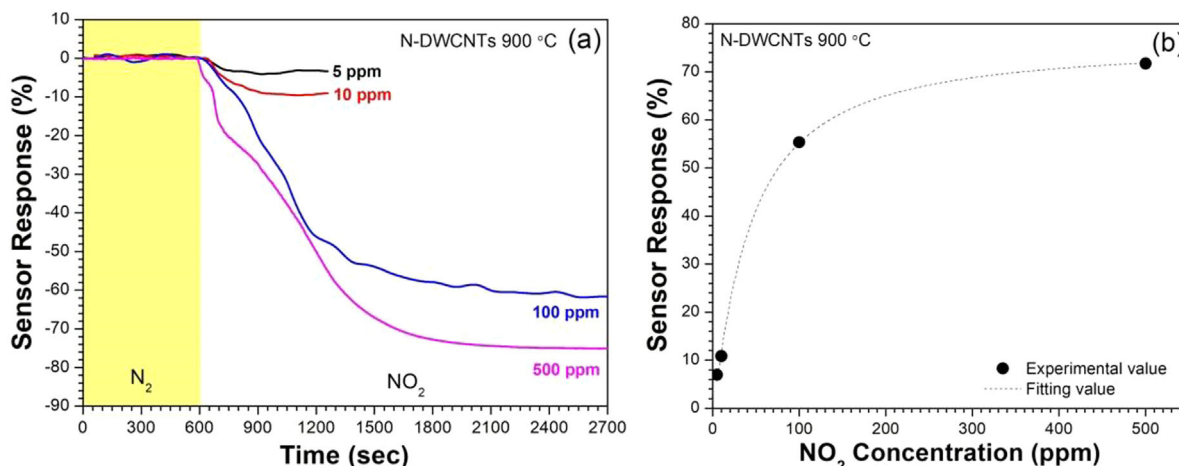 10
0
-10
-20
-30
-40
-50
-60
-70
-80
-90
Sensor Response (%)
N-DWCNTs 900 °C (a)
5 ppm
10 ppm
100 ppm
500 ppm
N₂
NO₂
0 300 600 900 1200 1500 1800 2100 2400 2700
Time (sec)
80
70
60
50
40
30
20
10
0
Sensor Response (%)
N-DWCNTs 900 °C (b)
Experimental value
Fitting value
0 100 200 300 400 500
NO₂ Concentration (ppm)